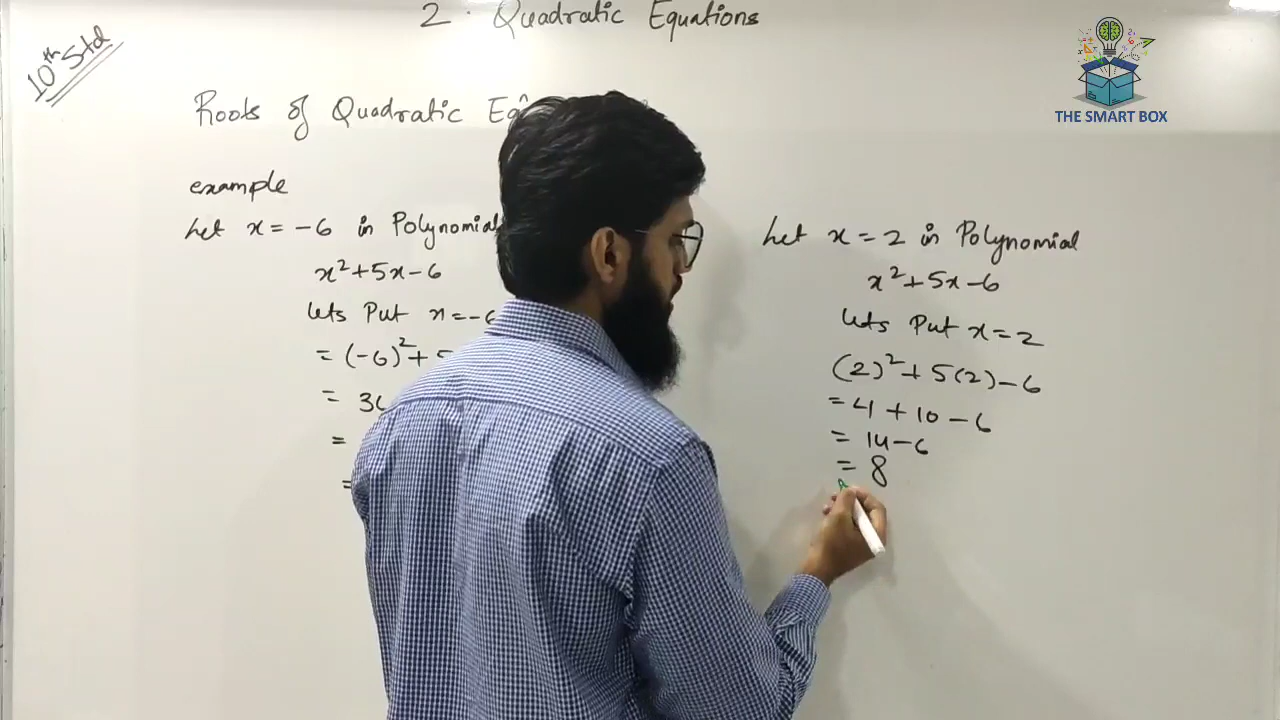 2. Quadratic Equations
10th Std
THE SMART BOX
Roots of Quadratic Eqn
example
Let x = -6 in Polynomial
x²+5x-6
lets Put x=-6
= (-6)²+ 5
= 36
=
=
Let x = 2 in Polynomial
x²+5x-6
lets Put x=2
(2)²+5(2)-6
=4+10-6
= 14-6
= 8